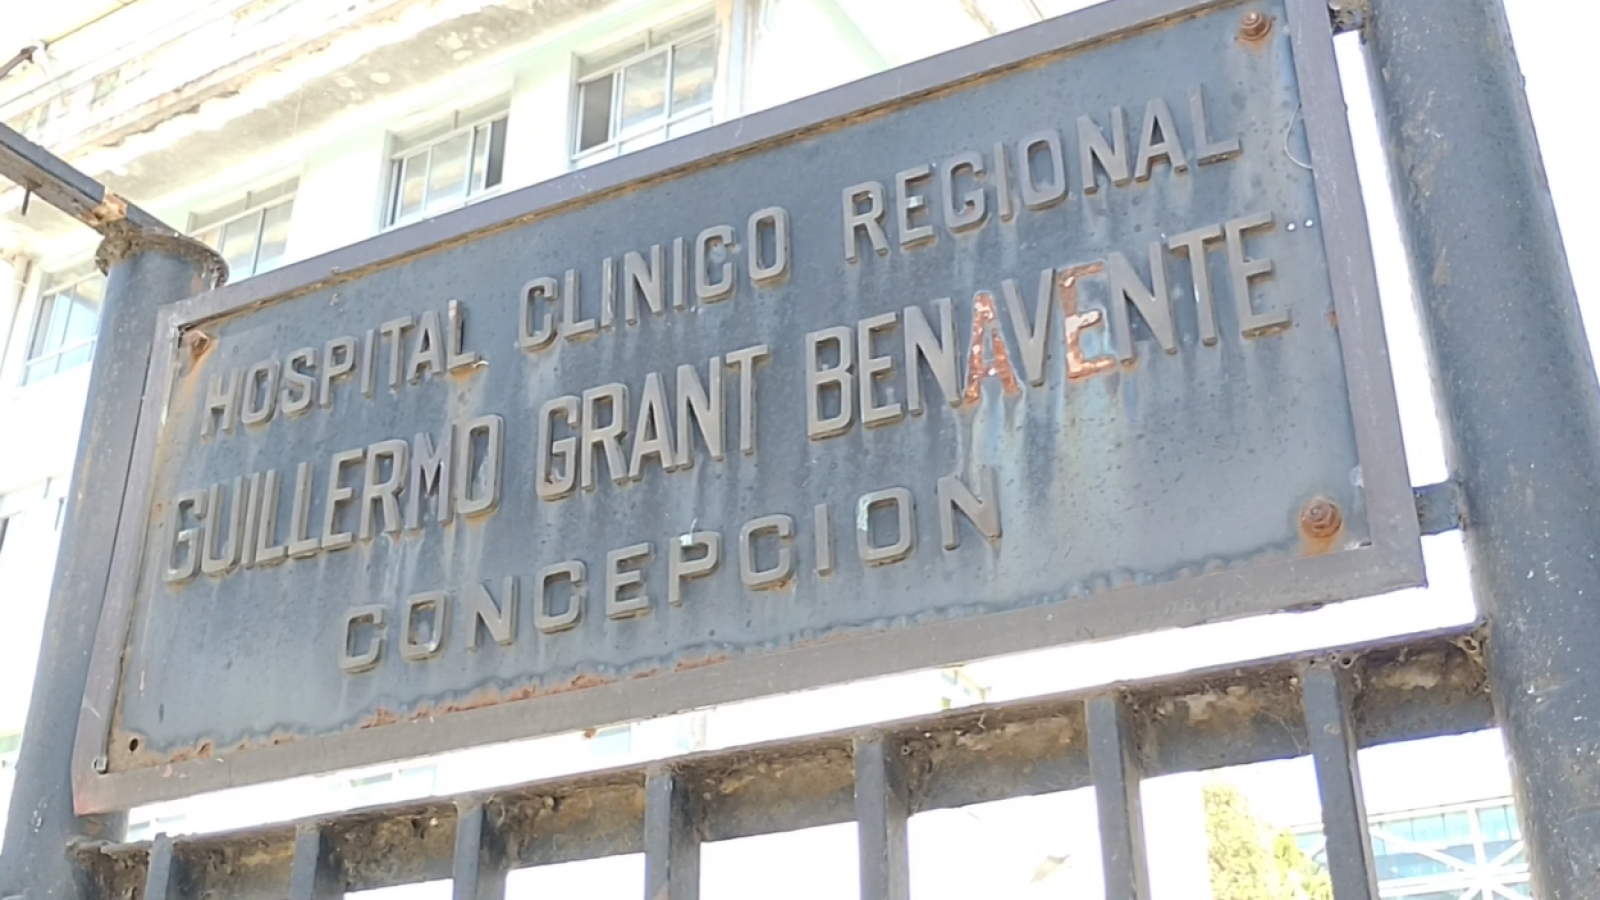 HOSPITAL CLINICO REGIONAL
GUILLERMO GRANT BENAVENTE
CONCEPCION